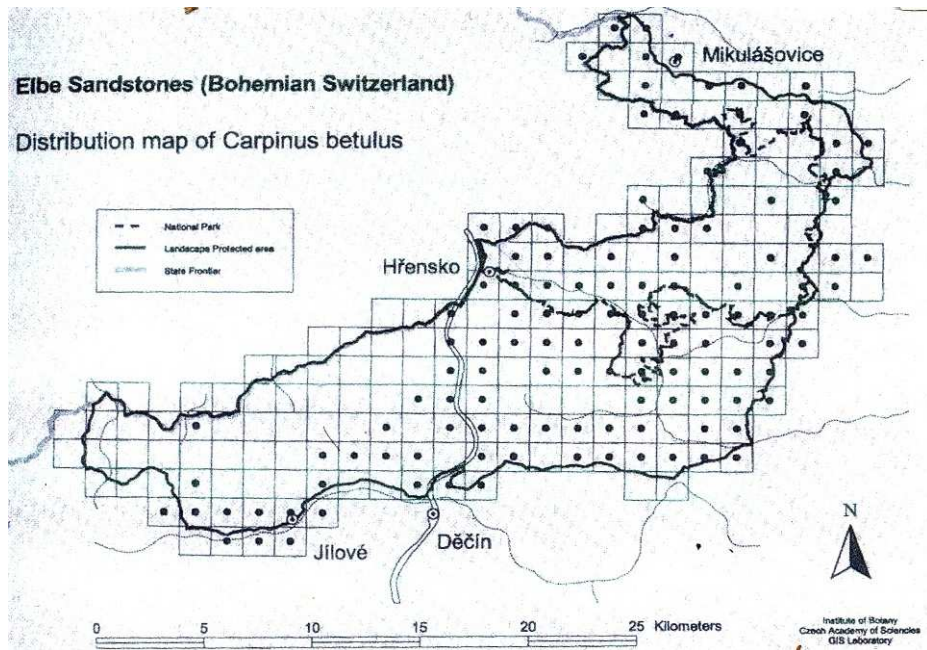 Mikulášovice
Elbe Sandstones (Bohemian Switzerland)
Distribution map of Carpinus betulus
National Park
Landscape Protected area
State Frontier
Hřensko
Jílové
Děčín
N
0 5 10 15 20 25 Kilometers
Institute of Botany
Czech Academy of Sciences
GIS Laboratory